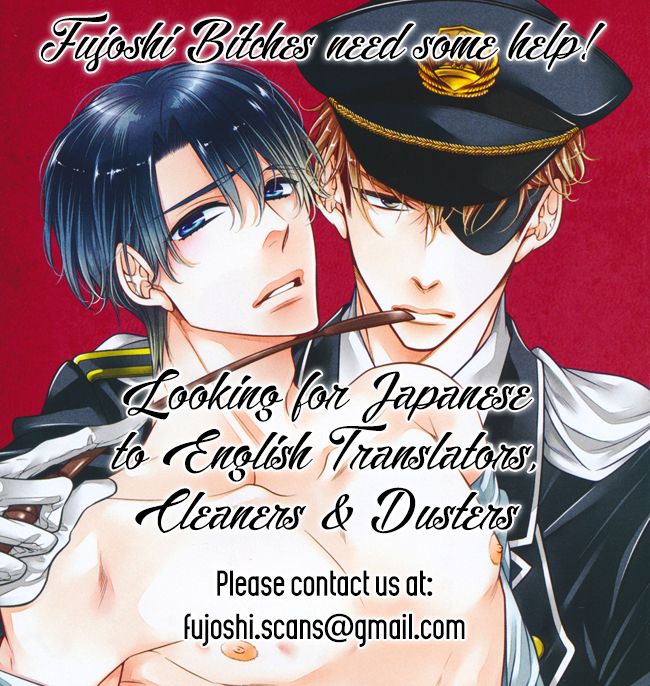 Fujoshi Bitches need some help!
Looking for Japanese
to English Translators,
Cleaners & Dusters
Please contact us at:
fujoshi.scans@gmail.com